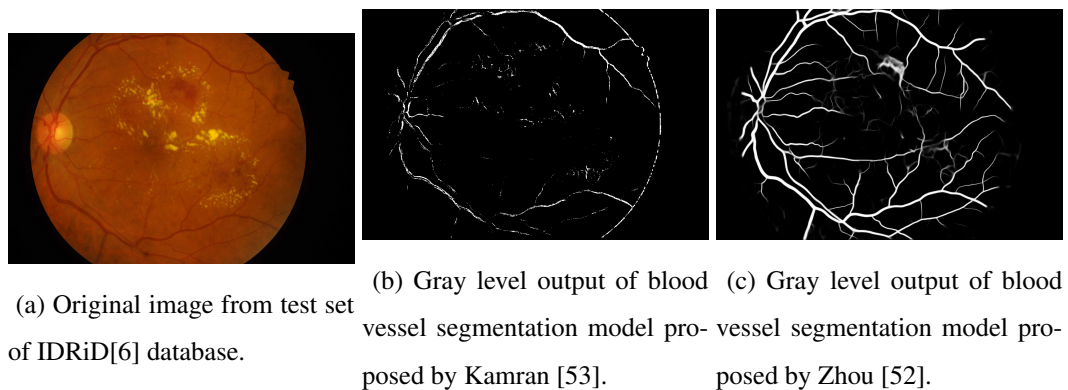 (a) Original image from test set
of IDRiD[6] database.
(b) Gray level output of blood
vessel segmentation model pro-
posed by Kamran [53].
(c) Gray level output of blood
vessel segmentation model pro-
posed by Zhou [52].